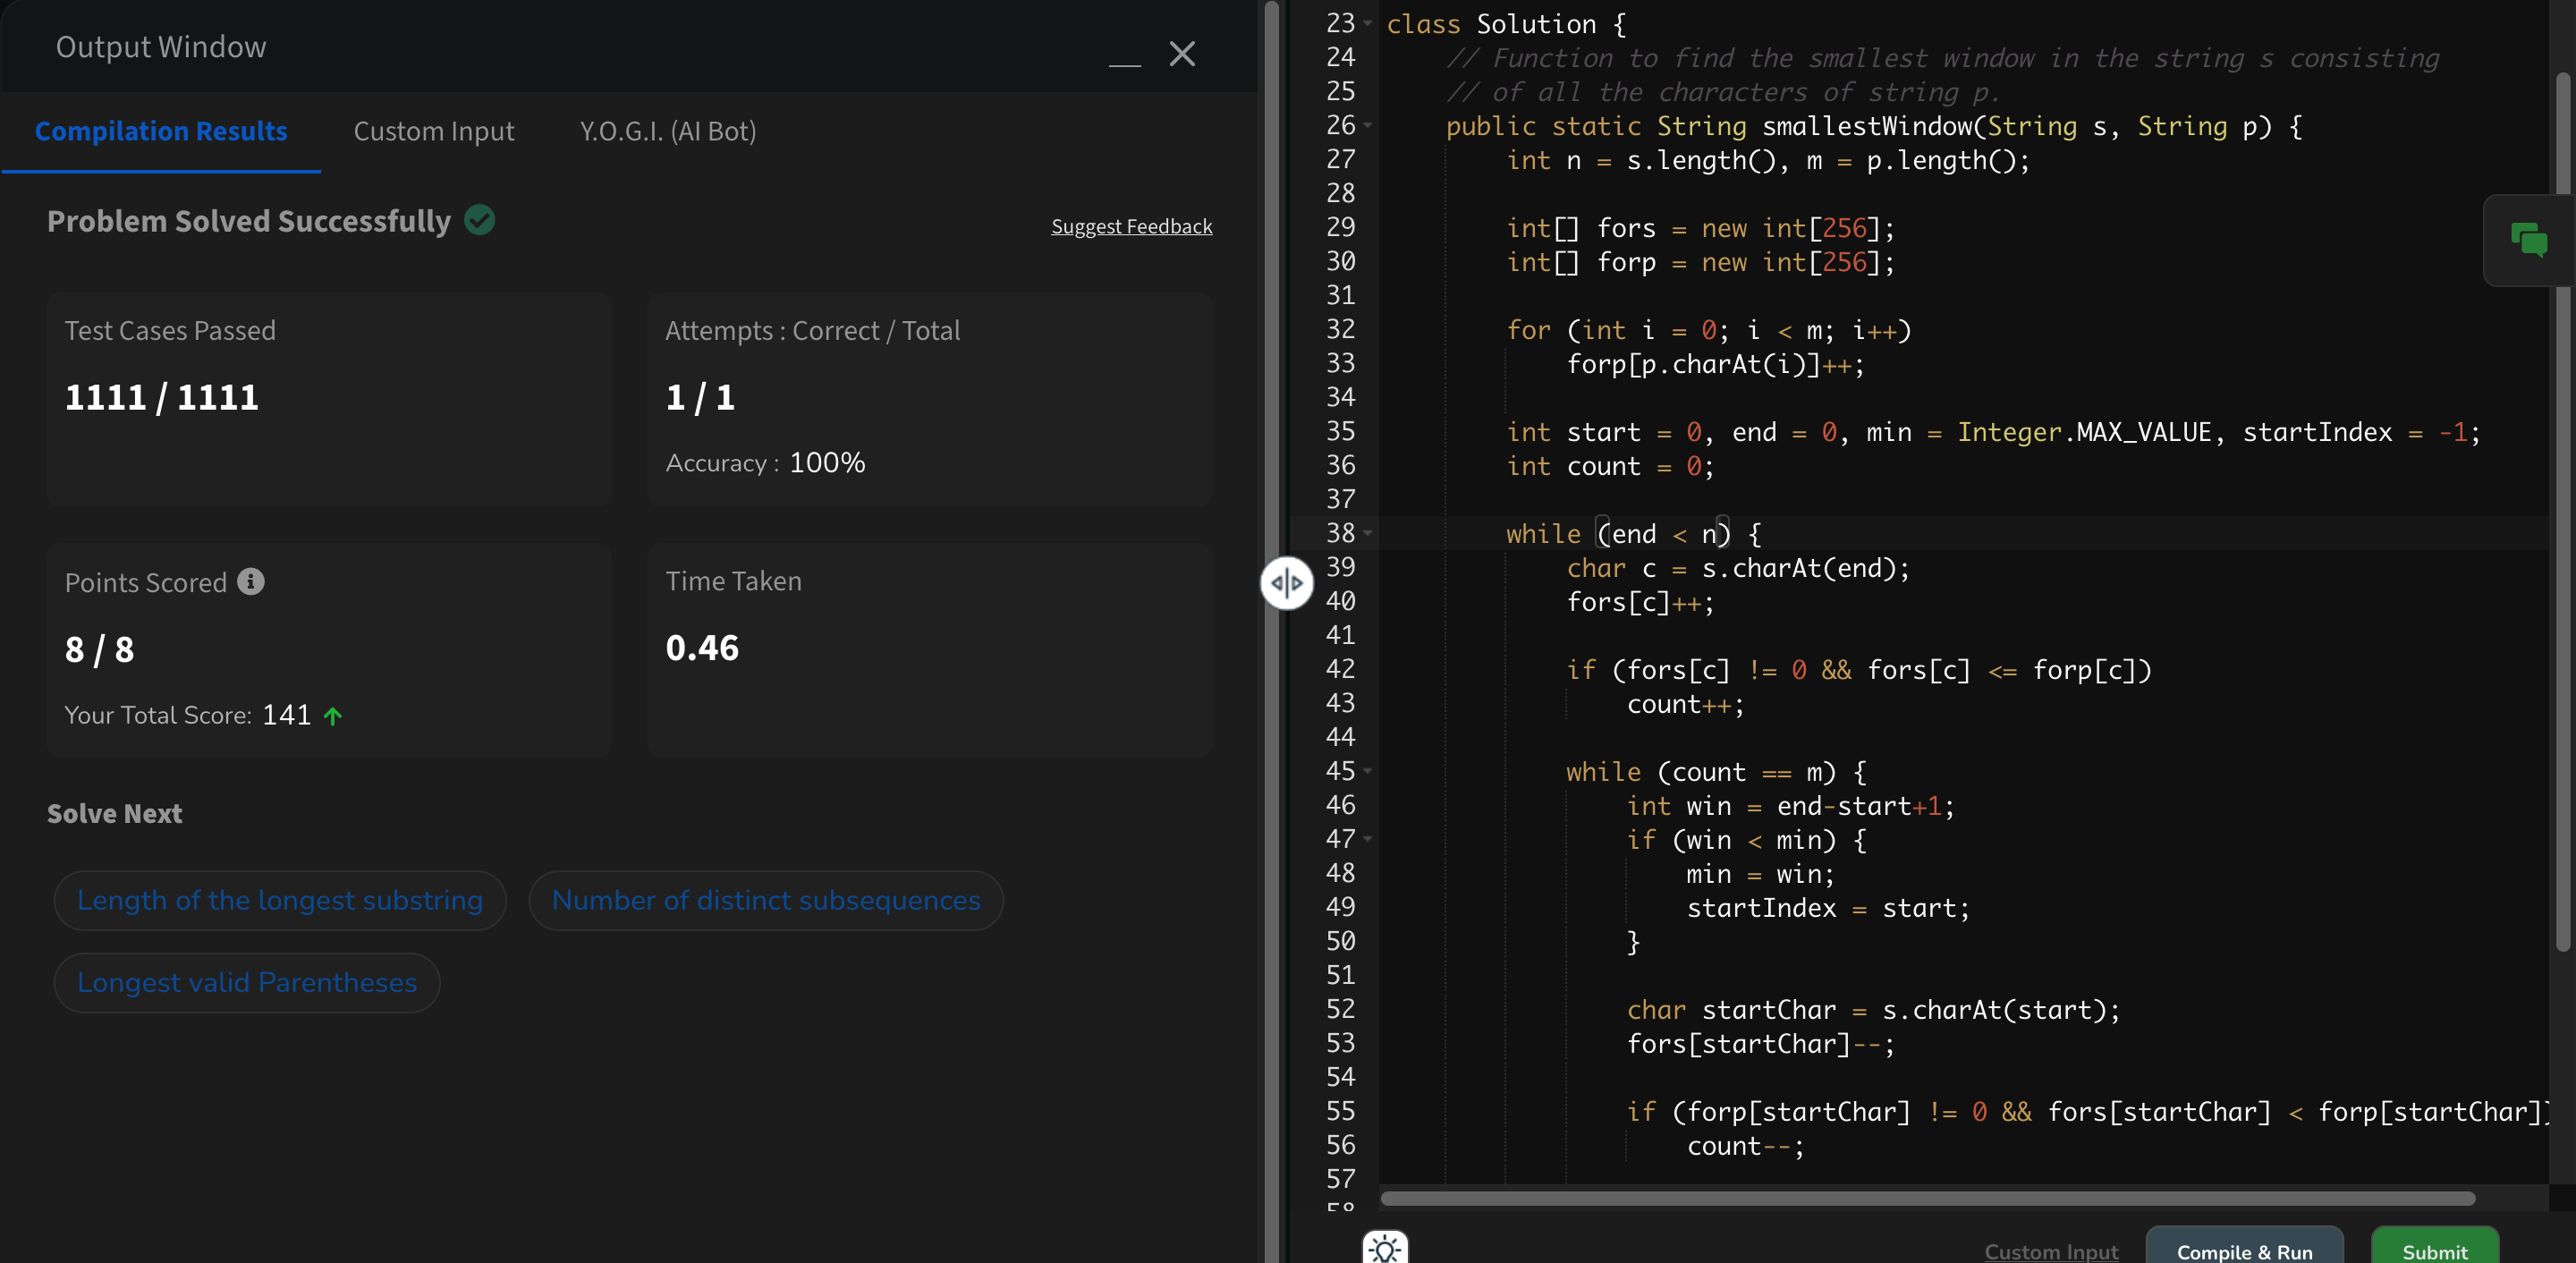 Output Window
Compilation Results
Custom Input
Y.O.G.I. (AI Bot)
Problem Solved Successfully
Suggest Feedback
Test Cases Passed
1111 / 1111
Attempts : Correct / Total
1 / 1
Accuracy : 100%
Points Scored
8 / 8
Your Total Score: 141
Time Taken
0.46
Solve Next
Length of the longest substring
Number of distinct subsequences
Longest valid Parentheses
23 class Solution {
24 // Function to find the smallest window in the string s consisting
25 // of all the characters of string p.
26 public static String smallestWindow(String s, String p) {
27 int n = s.length(), m = p.length();
28
29 int[] fors = new int[256];
30 int[] forp = new int[256];
31
32 for (int i = 0; i < m; i++)
33 forp[p.charAt(i)]++;
34
35 int start = 0, end = 0, min = Integer.MAX_VALUE, startIndex = -1;
36 int count = 0;
37
38 while (end < n) {
39 char c = s.charAt(end);
40 fors[c]++;
41
42 if (fors[c] != 0 && fors[c] <= forp[c])
43 count++;
44
45 while (count == m) {
46 int win = end-start+1;
47 if (win < min) {
48 min = win;
49 startIndex = start;
50 }
51
52 char startChar = s.charAt(start);
53 fors[startChar]--;
54
55 if (forp[startChar] != 0 && fors[startChar] < forp[startChar])
56 count--;
57
58
Custom Input
Compile & Run
Submit